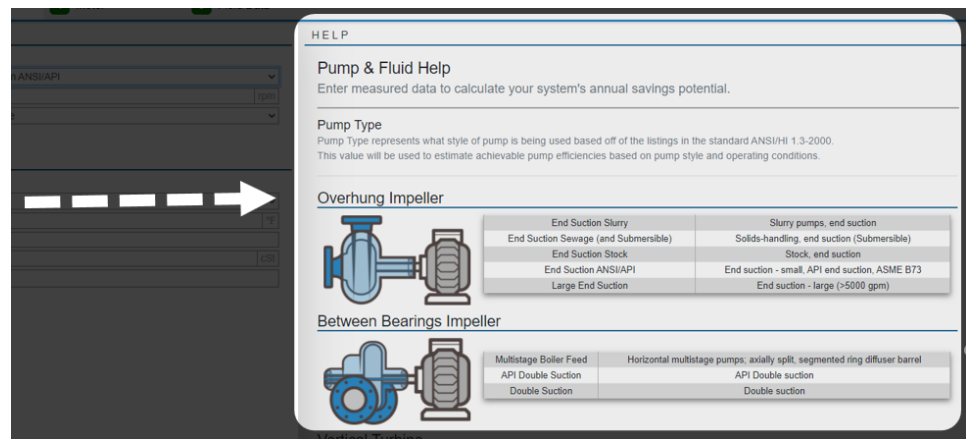 HELP
Pump & Fluid Help
Enter measured data to calculate your system's annual savings potential.
Pump Type
Pump Type represents what style of pump is being used based off of the listings in the standard ANSI/HI 1.3-2000.
This value will be used to estimate achievable pump efficiencies based on pump style and operating conditions.
ANSI/API
rpm
Overhung Impeller
End Suction Slurry Slurry pumps, end suction
End Suction Sewage (and Submersible) Solids-handling, end suction (Submersible)
End Suction Stock Stock, end suction
End Suction ANSI/API End suction - small, API end suction, ASME B73
Large End Suction End suction - large (>5000 gpm)
°F
cSt
Between Bearings Impeller
Multistage Boiler Feed Horizontal multistage pumps; axially split, segmented ring diffuser barrel
API Double Suction API Double suction
Double Suction Double suction
Vertical Turbine